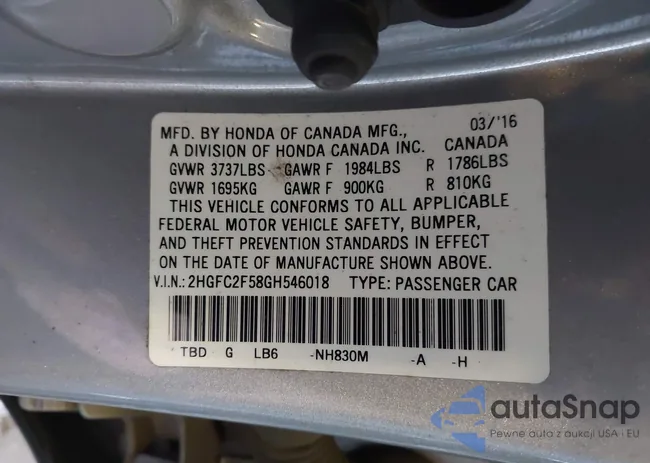 03/'16
MFD. BY HONDA OF CANADA MFG.,
A DIVISION OF HONDA CANADA INC. CANADA
GVWR 3737LBS GAWR F 1984LBS R 1786LBS
GVWR 1695KG GAWR F 900KG R 810KG
THIS VEHICLE CONFORMS TO ALL APPLICABLE
FEDERAL MOTOR VEHICLE SAFETY, BUMPER,
AND THEFT PREVENTION STANDARDS IN EFFECT
ON THE DATE OF MANUFACTURE SHOWN ABOVE.
V.I.N.: 2HGFC2F58GH546018 TYPE: PASSENGER CAR
TBD G LB6 -NH830M -A -H
autaSnap
Pewne auta z aukcji USA · EU